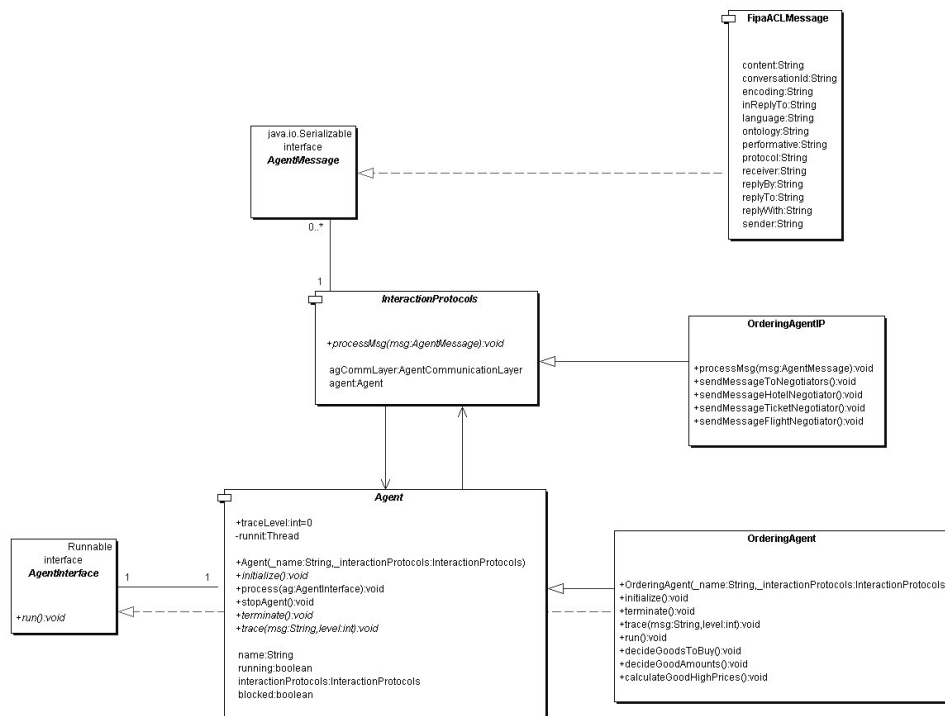 FipaACLMessage
content:String
conversationId:String
encoding:String
inReplyTo:String
language:String
ontology:String
performative:String
protocol:String
receiver:String
replyBy:String
replyTo:String
replyWith:String
sender:String
java.io.Serializable
interface
AgentMessage
0..*
1
InteractionProtocols
+processMsg(msg:AgentMessage):void
agCommLayer:AgentCommunicationLayer
agent:Agent
OrderingAgentIP
+processMsg(msg:AgentMessage):void
+sendMessageToNegotiators():void
+sendMessageHotelNegotiator():void
+sendMessageTicketNegotiator():void
+sendMessageFlightNegotiator():void
Runnable
interface
AgentInterface
+run():void
1
1
Agent
+traceLevel:int=0
-runnit:Thread
+Agent(_name:String,_interactionProtocols:InteractionProtocols)
+initialize():void
+process(ag:AgentInterface):void
+stopAgent():void
+terminate():void
+trace(msg:String,level:int):void
name:String
running:boolean
interactionProtocols:InteractionProtocols
blocked:boolean
OrderingAgent
+OrderingAgent(_name:String,_interactionProtocols:InteractionProtocols
+initialize():void
+terminate():void
+trace(msg:String,level:int):void
+run():void
+decideGoodsToBuy():void
+decideGoodAmounts():void
+calculateGoodHighPrices():void